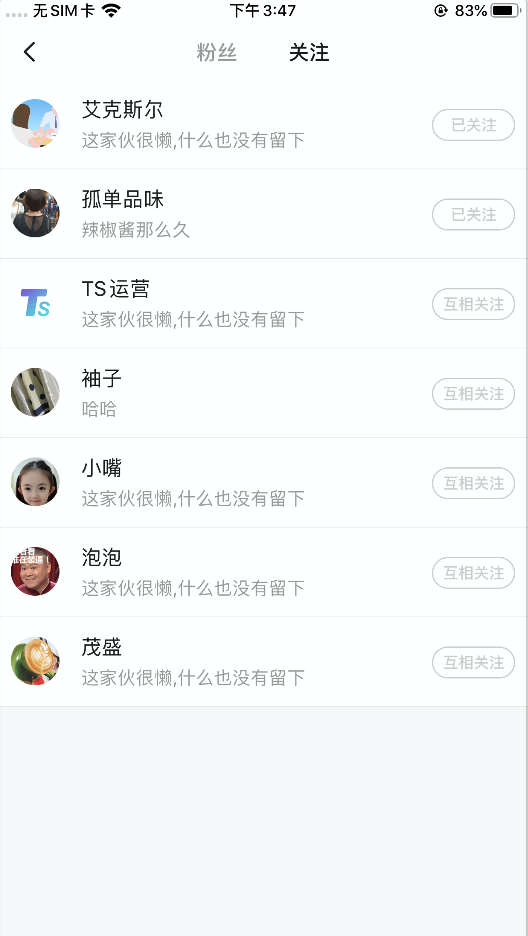 无SIM卡 下午3:47 83%
粉丝 关注
艾克斯尔
这家伙很懒,什么也没有留下
已关注
孤单品味
辣椒酱那么久
已关注
TS
TS运营
这家伙很懒,什么也没有留下
互相关注
袖子
哈哈
互相关注
小嘴
这家伙很懒,什么也没有留下
互相关注
谁在装逼!
泡泡
这家伙很懒,什么也没有留下
互相关注
茂盛
这家伙很懒,什么也没有留下
互相关注